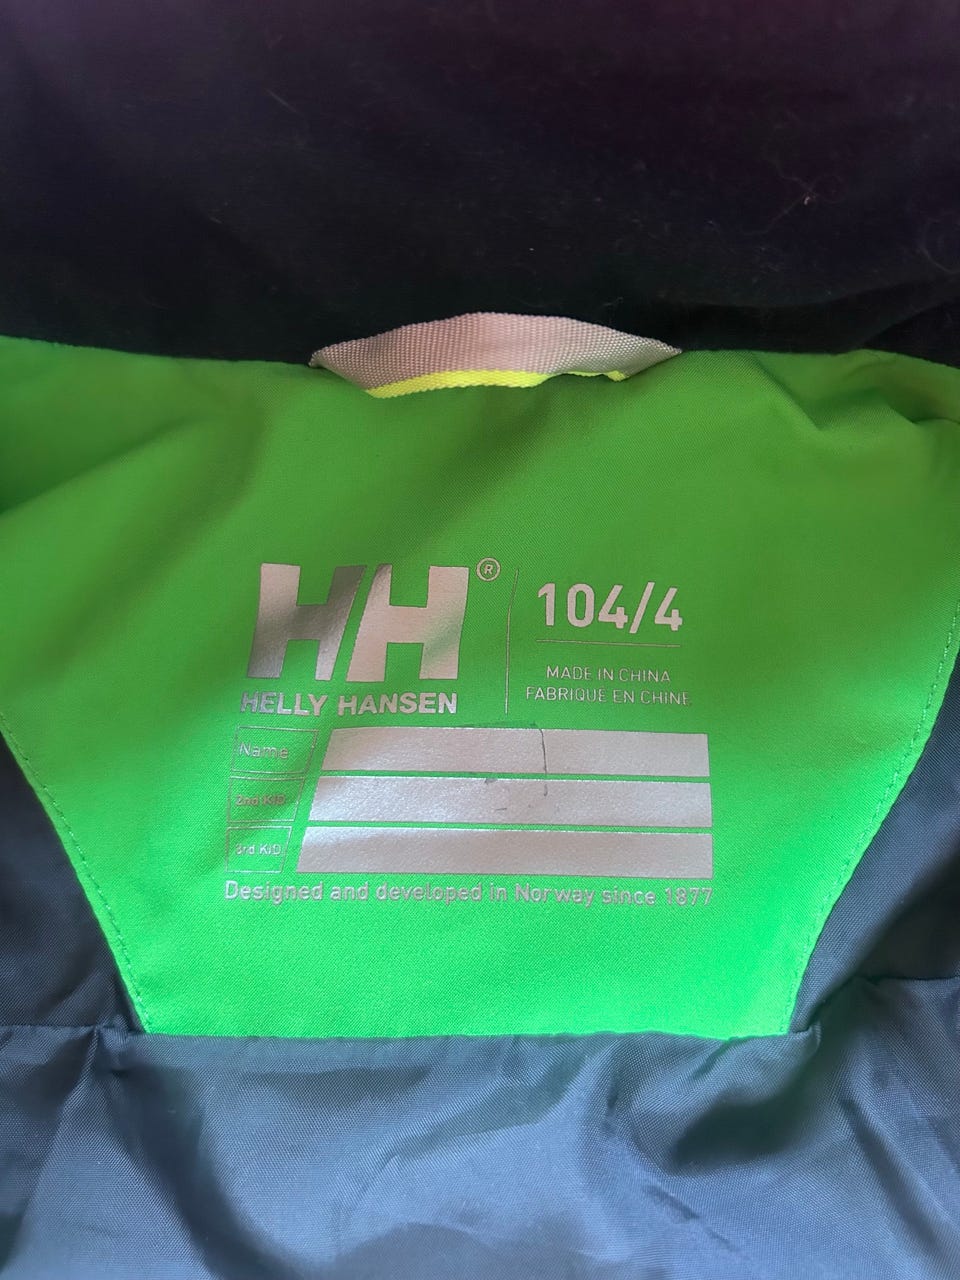 HH®
HELLY HANSEN
104/4
MADE IN CHINA
FABRIQUÉ EN CHINE
Name
2nd KID
3rd KID
Designed and developed in Norway since 1877